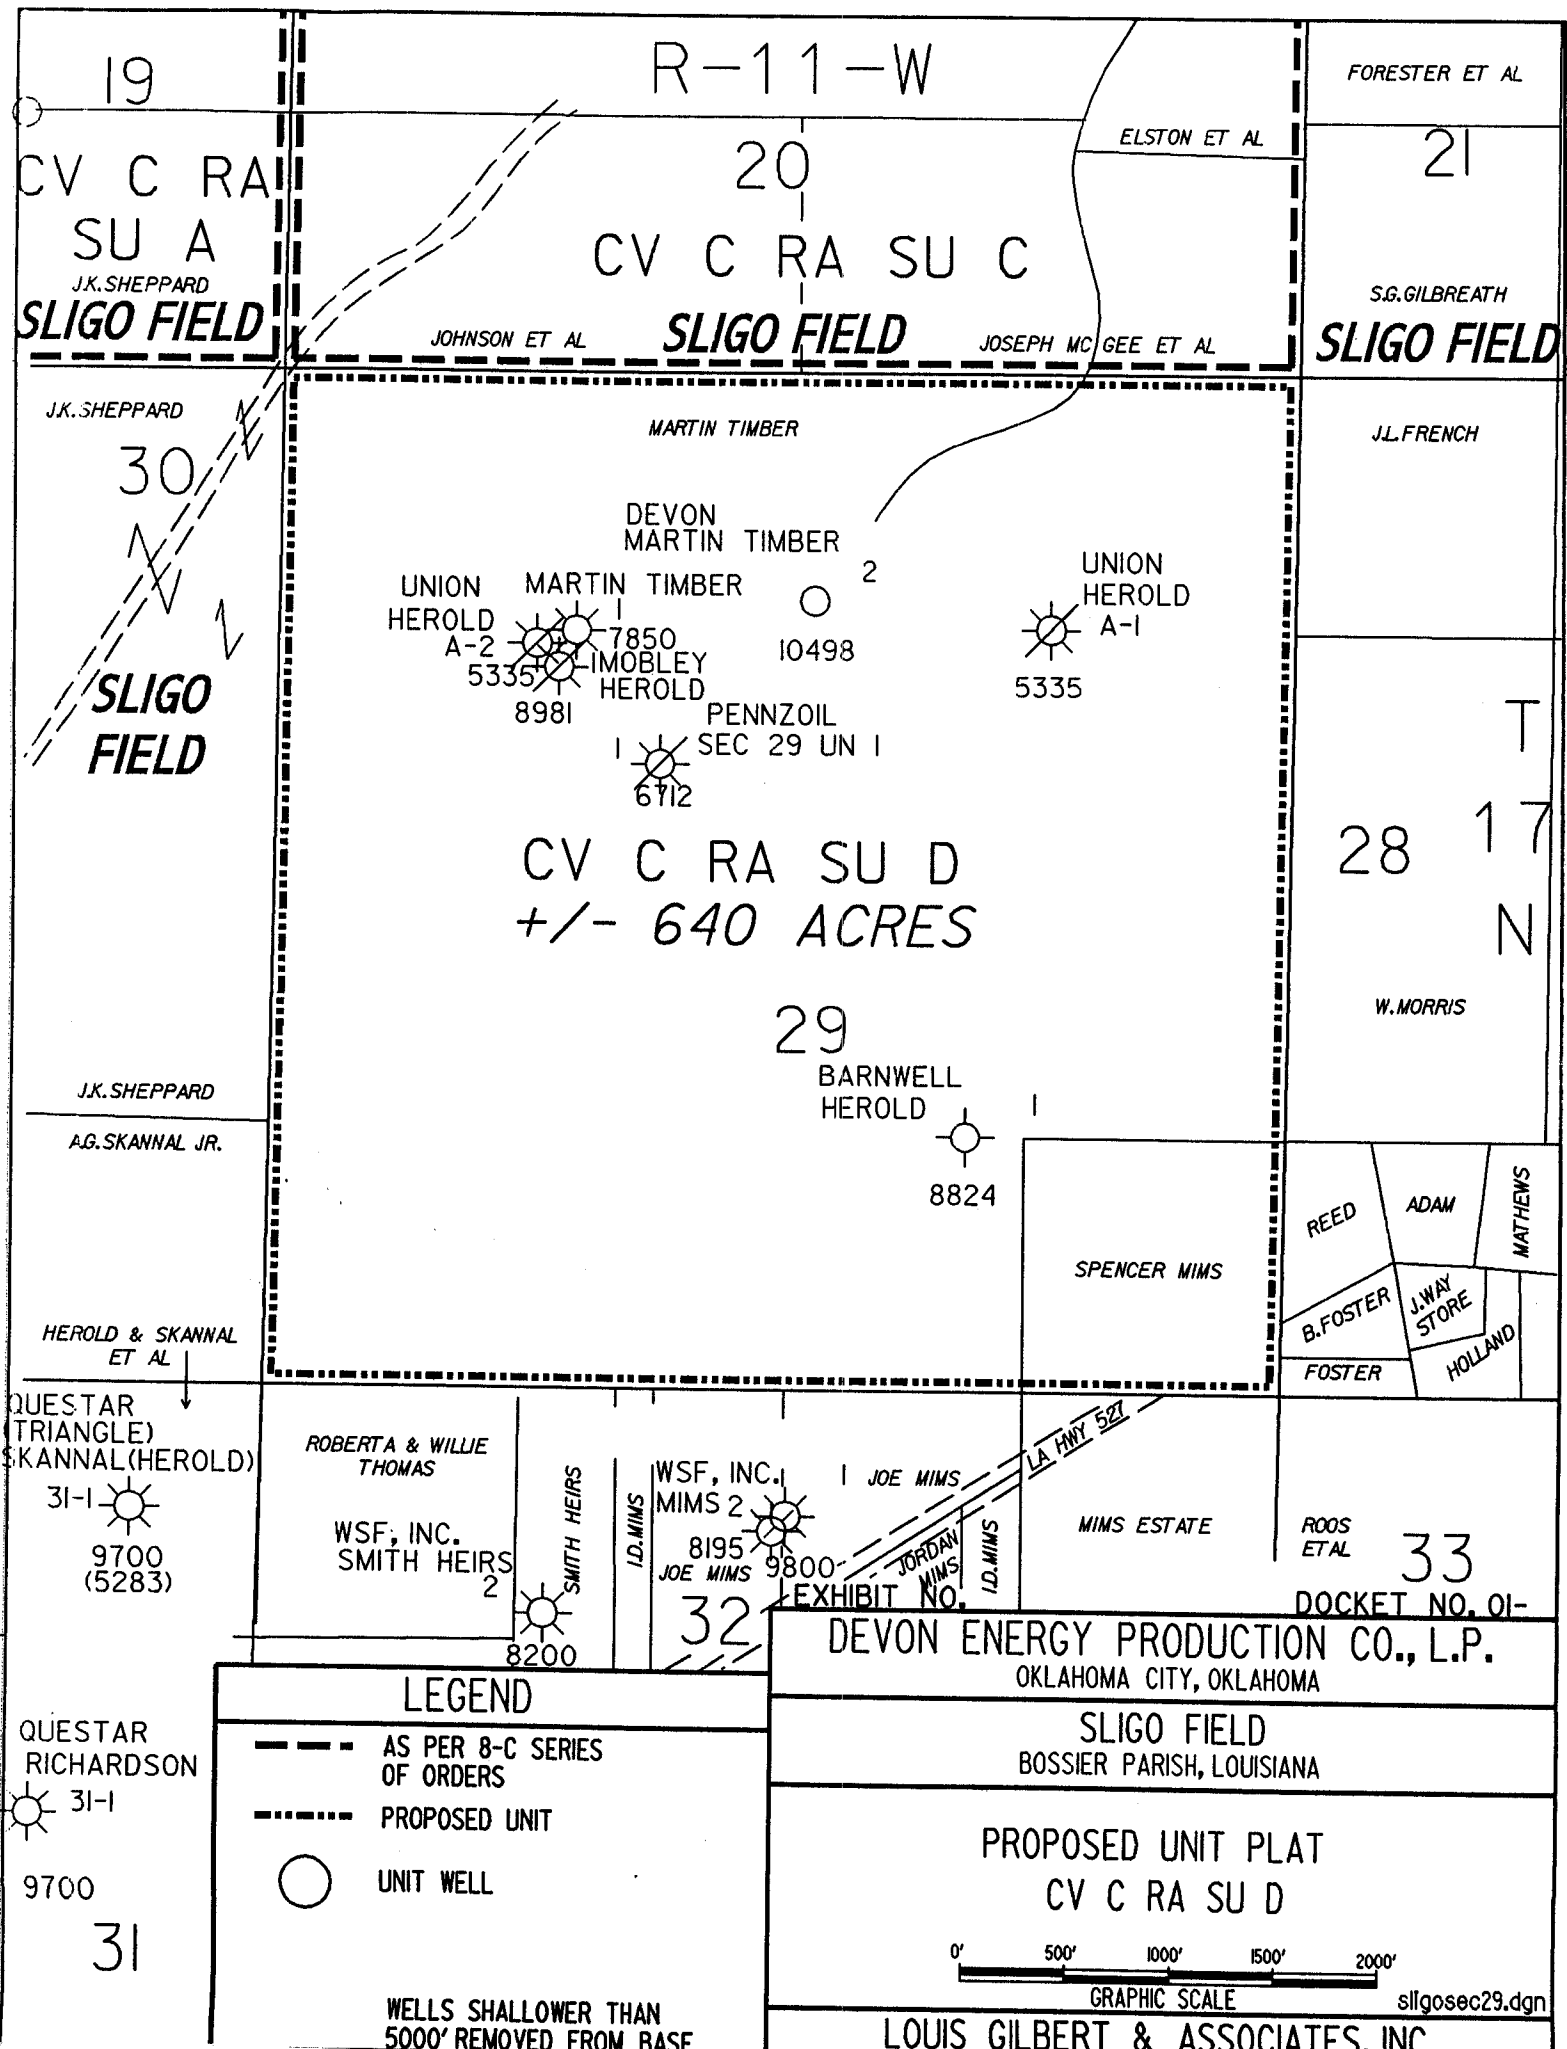 R-11-W
19
FORESTER ET AL
ELSTON ET AL
20
21
CV C RA
SU A
J.K.SHEPPARD
SLIGO FIELD
CV C RA SU C
JOHNSON ET AL
SLIGO FIELD
JOSEPH MC GEE ET AL
S.G.GILBREATH
SLIGO FIELD
J.K.SHEPPARD
30
MARTIN TIMBER
J.L.FRENCH
DEVON
MARTIN TIMBER
2
10498
UNION
HEROLD
A-2
5335
MARTIN TIMBER
1
7850
1MOBLEY
HEROLD
8981
UNION
HEROLD
A-1
5335
SLIGO
FIELD
PENNZOIL
SEC 29 UN 1
1
6712
T
17
N
28
CV C RA SU D
+/- 640 ACRES
29
W.MORRIS
BARNWELL
HEROLD
1
8824
J.K.SHEPPARD
A.G.SKANNAL JR.
SPENCER MIMS
REED
ADAM
MATHEWS
B.FOSTER
J.WAY
STORE
HOLLAND
FOSTER
HEROLD & SKANNAL
ET AL
QUESTAR
(TRIANGLE)
SKANNAL(HEROLD)
31-1
9700
(5283)
ROBERTA & WILLIE
THOMAS
WSF, INC.
SMITH HEIRS
2
8200
SMITH HEIRS
I.D.MIMS
WSF, INC.
MIMS 2
1
8195
9800
JOE MIMS
JOE MIMS
LA HWY 527
JORDAN
MIMS
I.D.MIMS
MIMS ESTATE
ROOS
ET AL
33
32
EXHIBIT NO.
DOCKET NO. 01-
DEVON ENERGY PRODUCTION CO., L.P.
OKLAHOMA CITY, OKLAHOMA
SLIGO FIELD
BOSSIER PARISH, LOUISIANA
PROPOSED UNIT PLAT
CV C RA SU D
0' 500' 1000' 1500' 2000'
GRAPHIC SCALE
sligosec29.dgn
LOUIS GILBERT & ASSOCIATES, INC
QUESTAR
RICHARDSON
31-1
9700
31
LEGEND
AS PER 8-C SERIES
OF ORDERS
PROPOSED UNIT
UNIT WELL
WELLS SHALLOWER THAN
5000' REMOVED FROM BASE